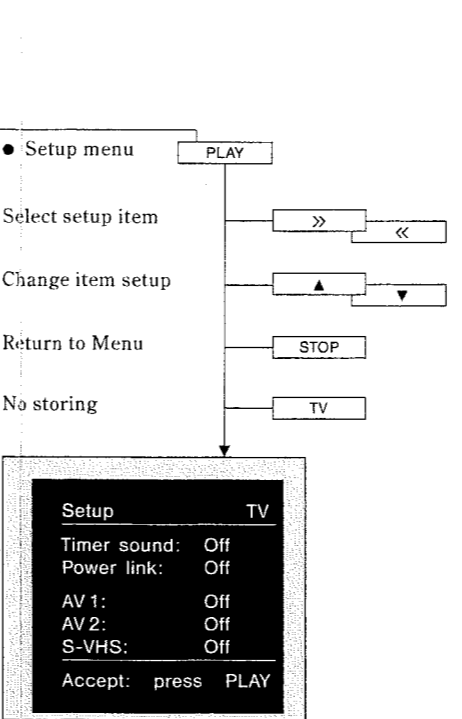 ● Setup menu PLAY
Select setup item » «
Change item setup ▲ ▼
Return to Menu STOP
No storing TV
Setup TV
Timer sound: Off
Power link: Off
AV 1: Off
AV 2: Off
S-VHS: Off
Accept: press PLAY